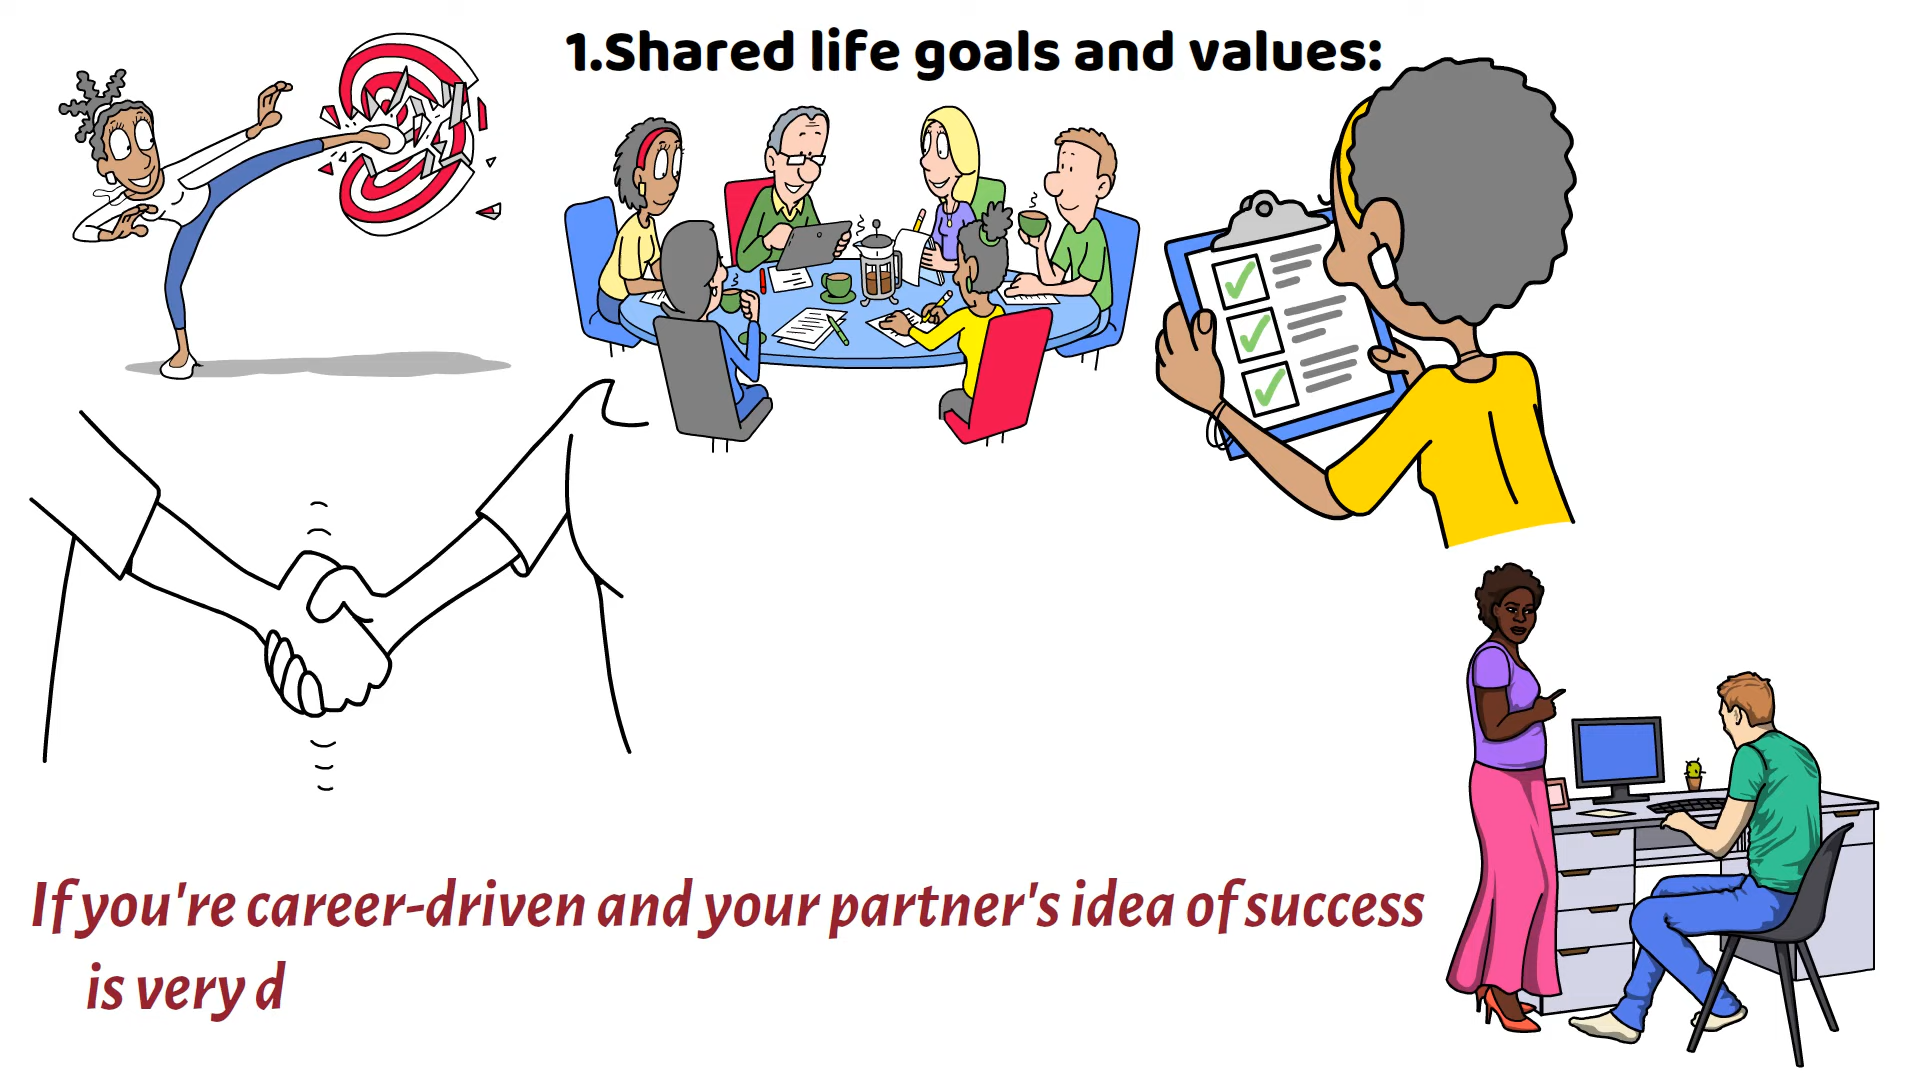 1.Shared life goals and values:
If you're career-driven and your partner's idea of success
is very d